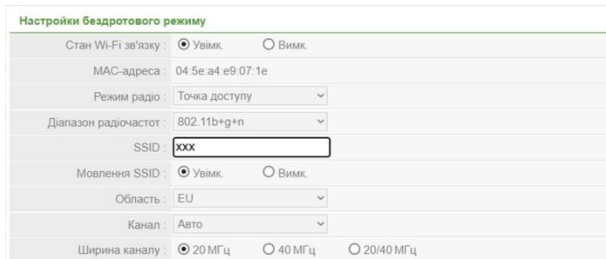 Настройки бездротового режиму
Стан Wi-Fi зв'язку : Увімк. Вимк.
MAC-адреса : 04:5e:a4:e9:07:1e
Режим радіо : Точка доступу
Діапазон радіочастот : 802.11b+g+n
SSID : xxx
Мовлення SSID : Увімк. Вимк.
Область : EU
Канал : Авто
Ширина каналу : 20 МГц 40 МГц 20/40 МГц